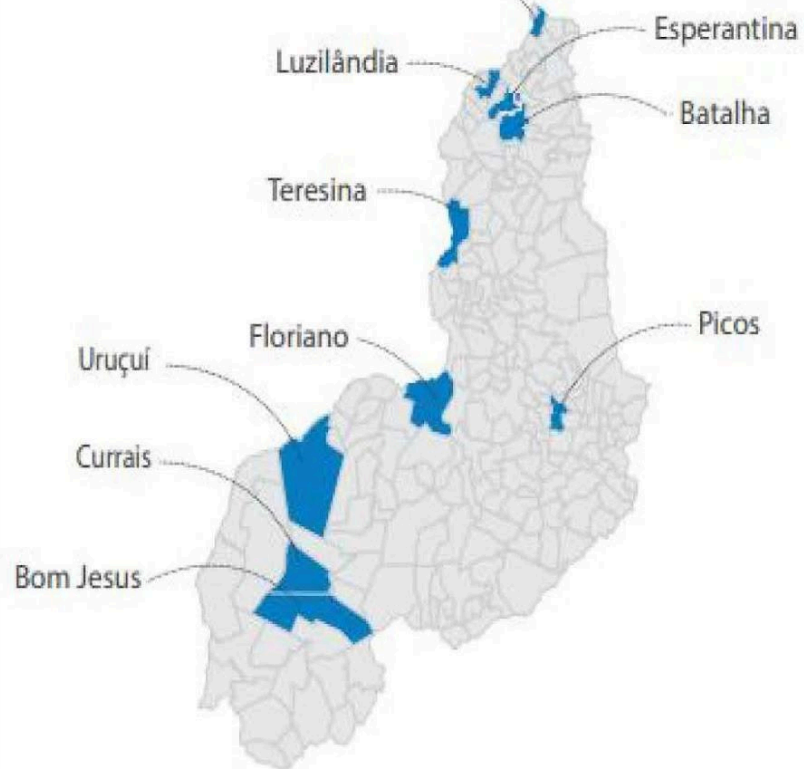 Esperantina
Luzilândia
Batalha
Teresina
Picos
Floriano
Uruçuí
Currais
Bom Jesus